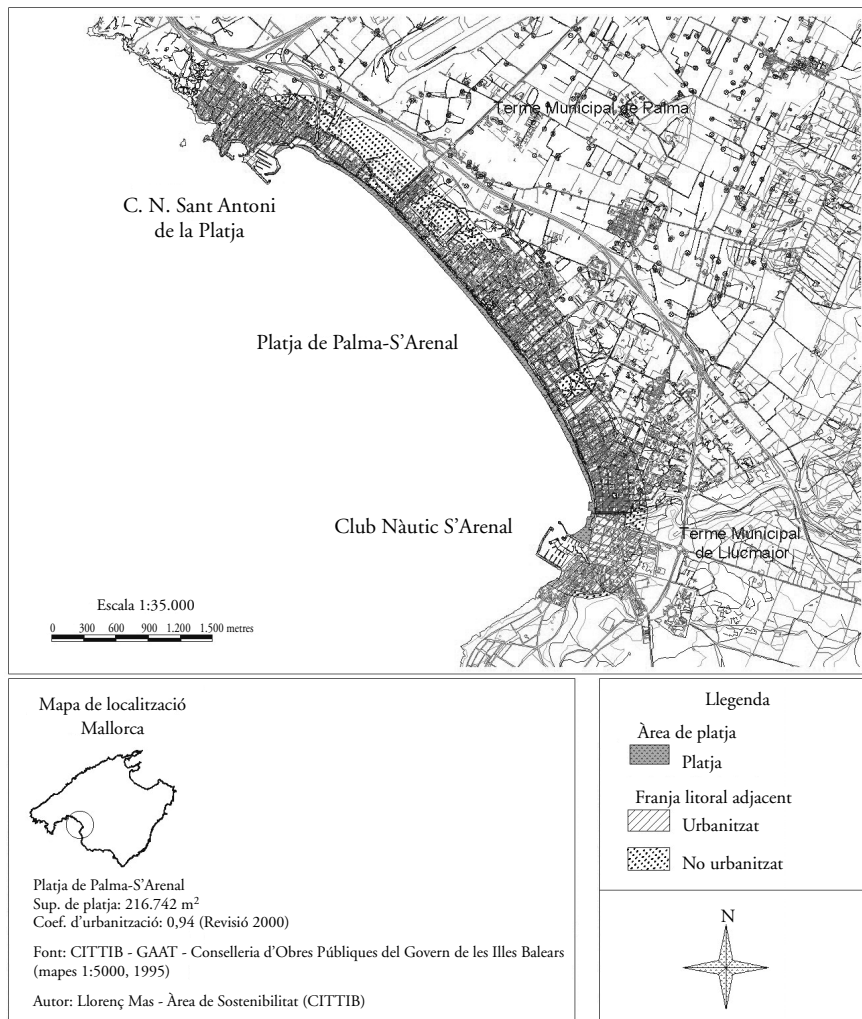 Terme Municipal de Palma
C. N. Sant Antoni
de la Platja
Platja de Palma-S’Arenal
Club Nàutic S’Arenal
Terme Municipal
de Llucmajor
Escala 1:35.000
0 300 600 900 1.200 1.500 metres
Mapa de localització
Mallorca
Platja de Palma-S’Arenal
Sup. de platja: 216.742 m²
Coef. d’urbanització: 0,94 (Revisió 2000)
Font: CITTIB - GAAT - Conselleria d’Obres Públiques del Govern de les Illes Balears
(mapes 1:5000, 1995)
Autor: Llorenç Mas - Àrea de Sostenibilitat (CITTIB)
Llegenda
Àrea de platja
Platja
Franja litoral adjacent
Urbanitzat
No urbanitzat
N